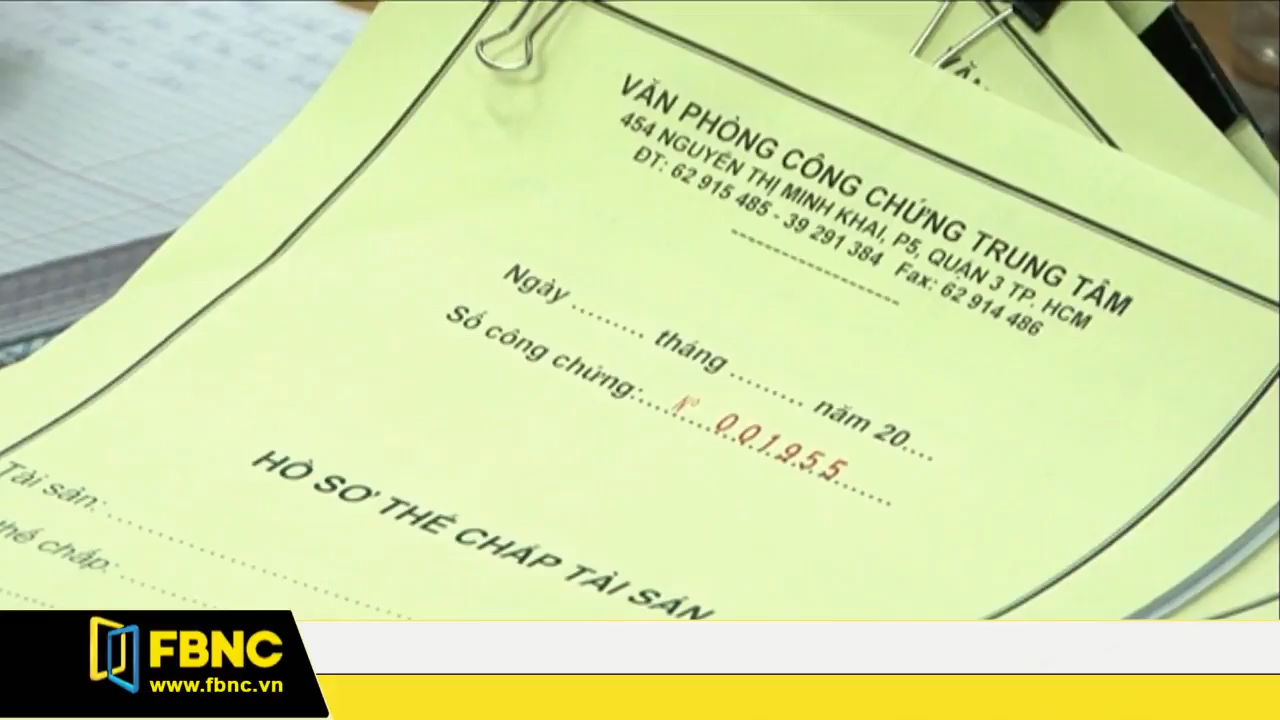 VĂN PHÒNG CÔNG CHỨNG TRUNG TÂM
454 NGUYỄN THỊ MINH KHAI, P5, QUẬN 3 TP. HCM
ĐT: 62 915 485 - 39 291 384 Fax: 62 914 486
Ngày ......... tháng ......... năm 20....
Số công chứng:... Nº 001955 ......
HỒ SƠ THẾ CHẤP TÀI SẢN
Tài sản:...............................
thế chấp:............
FBNC
www.fbnc.vn